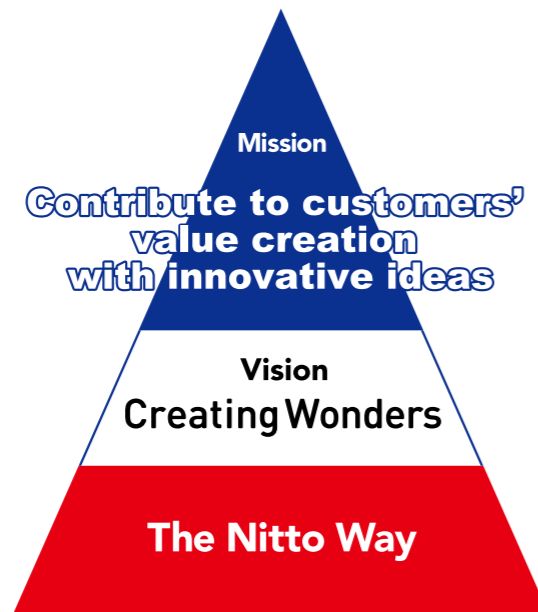 Mission
Contribute to customers’
value creation
with innovative ideas
Vision
Creating Wonders
The Nitto Way